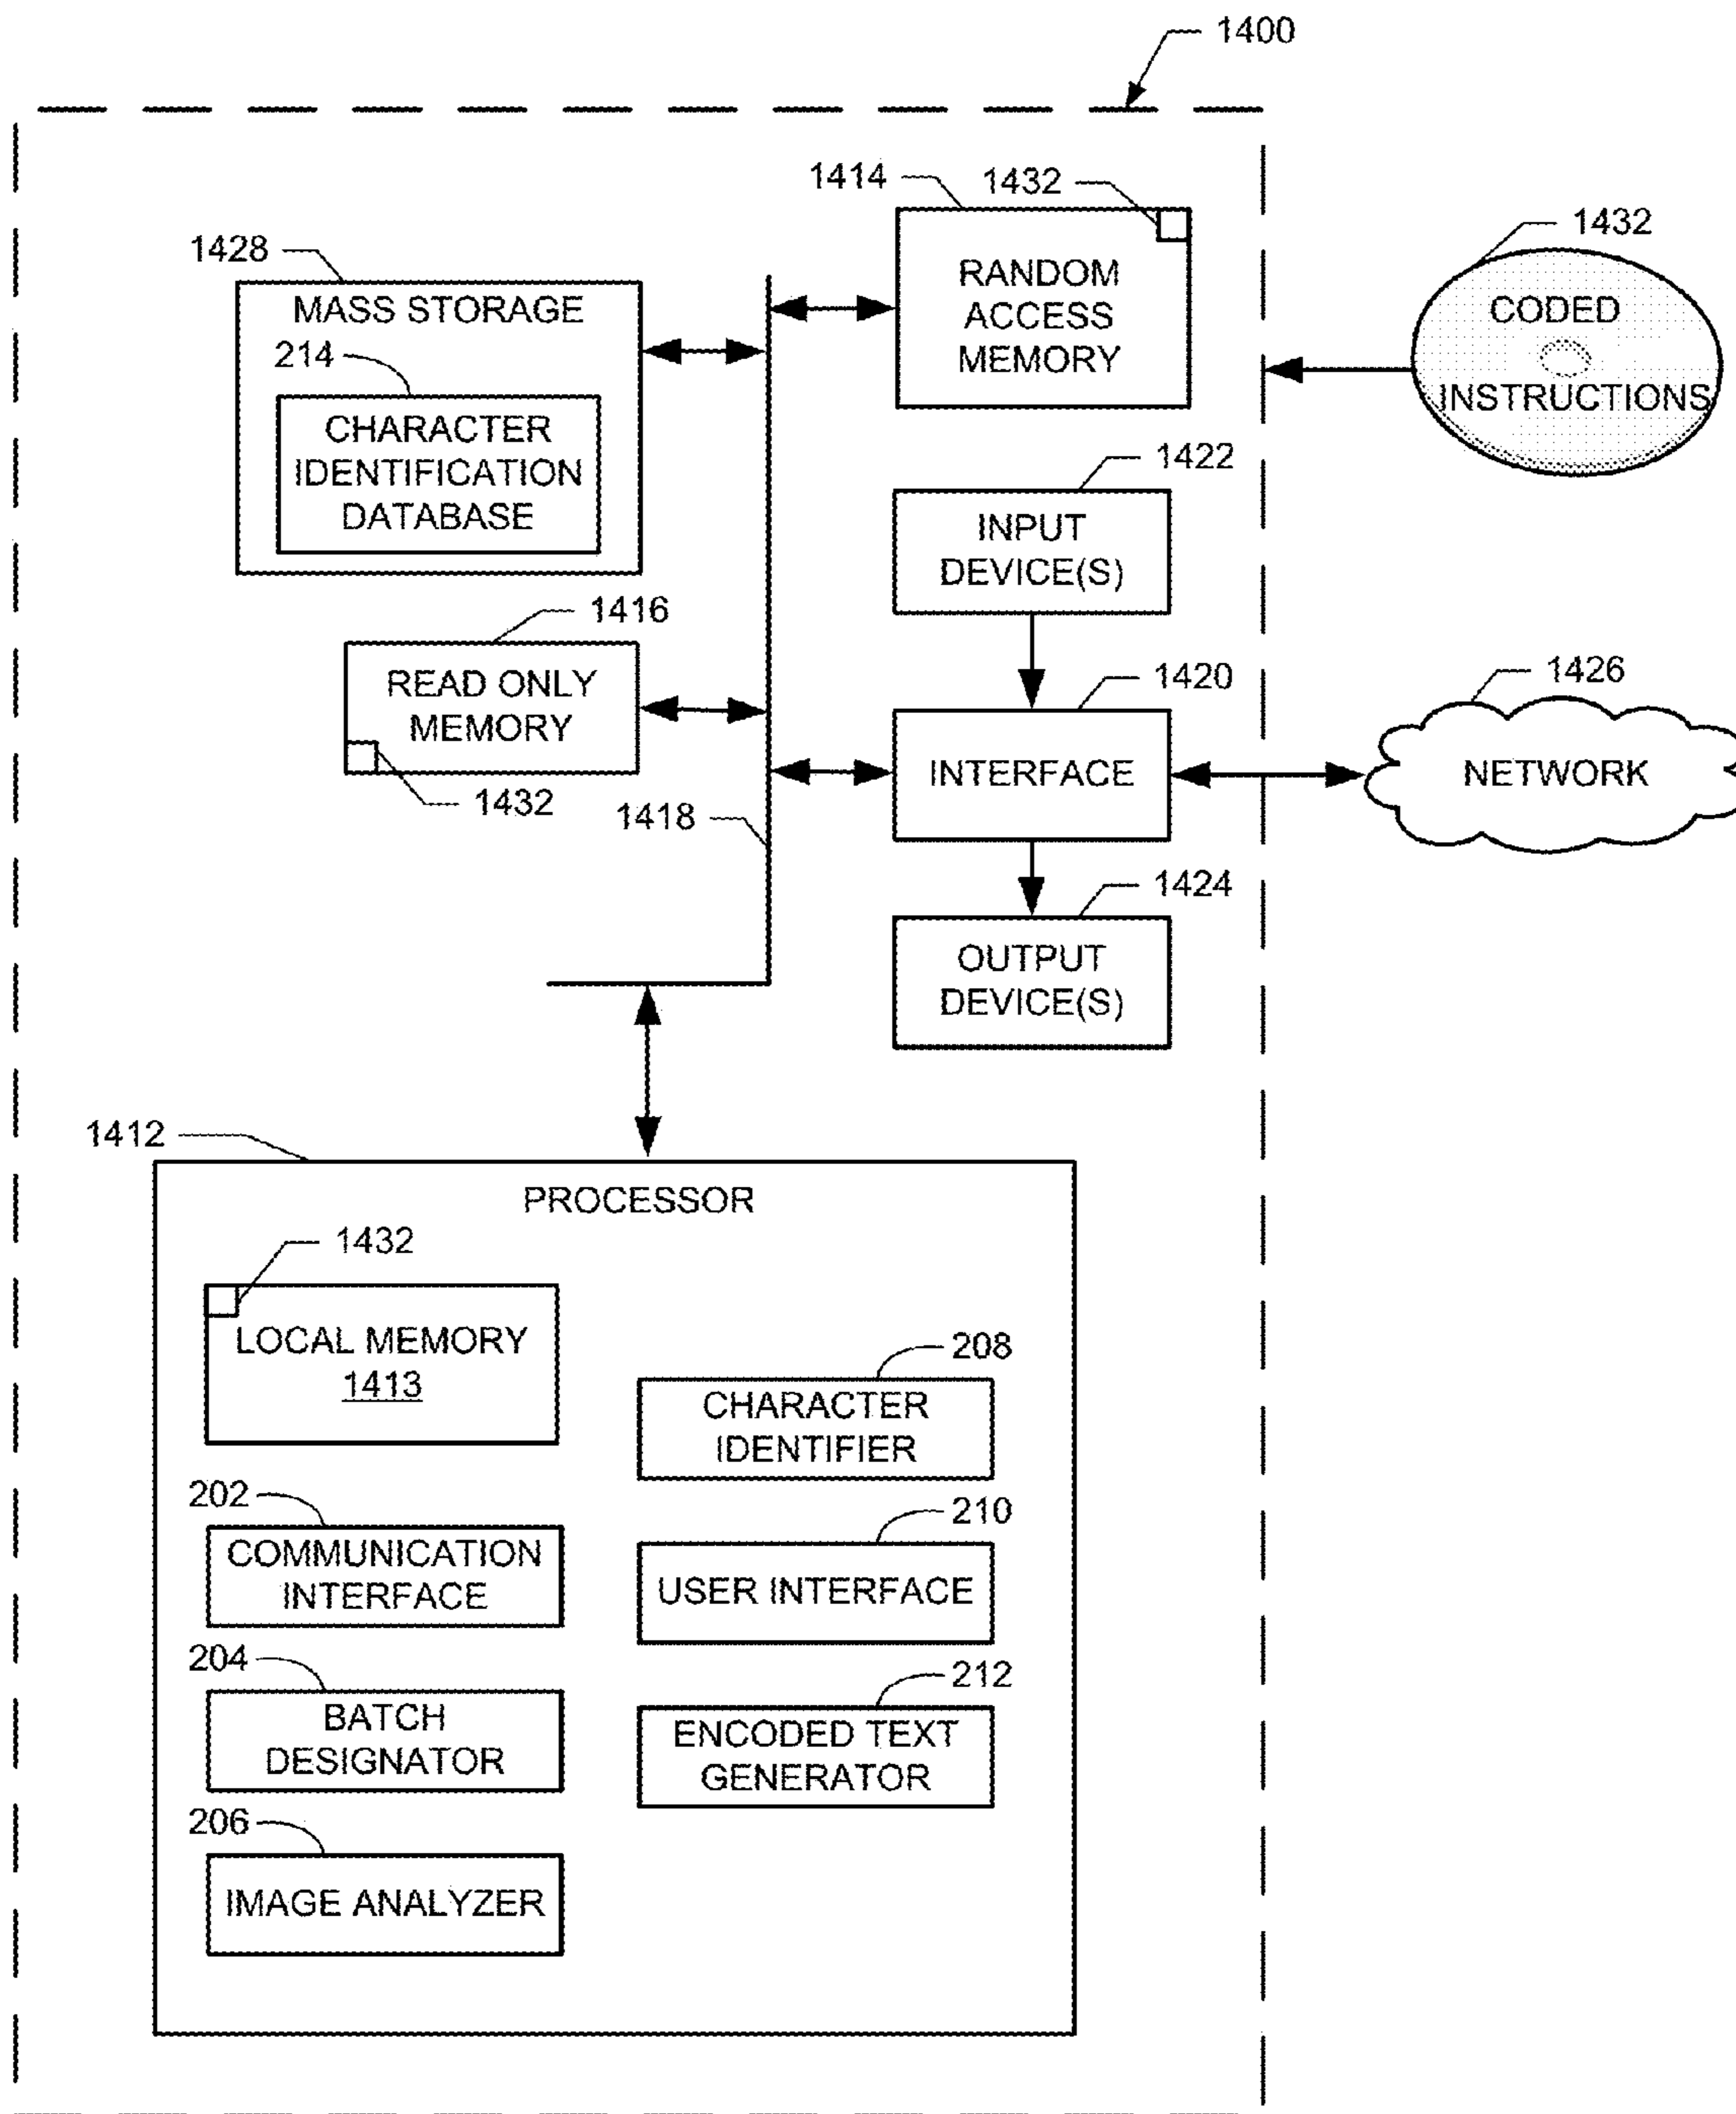 1400
1414
1432
1428
MASS STORAGE
214
CHARACTER
IDENTIFICATION
DATABASE
RANDOM
ACCESS
MEMORY
1432
CODED
INSTRUCTIONS
1422
INPUT
DEVICE(S)
1416
READ ONLY
MEMORY
1432
1418
1420
INTERFACE
1426
NETWORK
1424
OUTPUT
DEVICE(S)
1412
PROCESSOR
1432
LOCAL MEMORY
1413
208
CHARACTER
IDENTIFIER
202
COMMUNICATION
INTERFACE
210
USER INTERFACE
204
BATCH
DESIGNATOR
212
ENCODED TEXT
GENERATOR
206
IMAGE ANALYZER